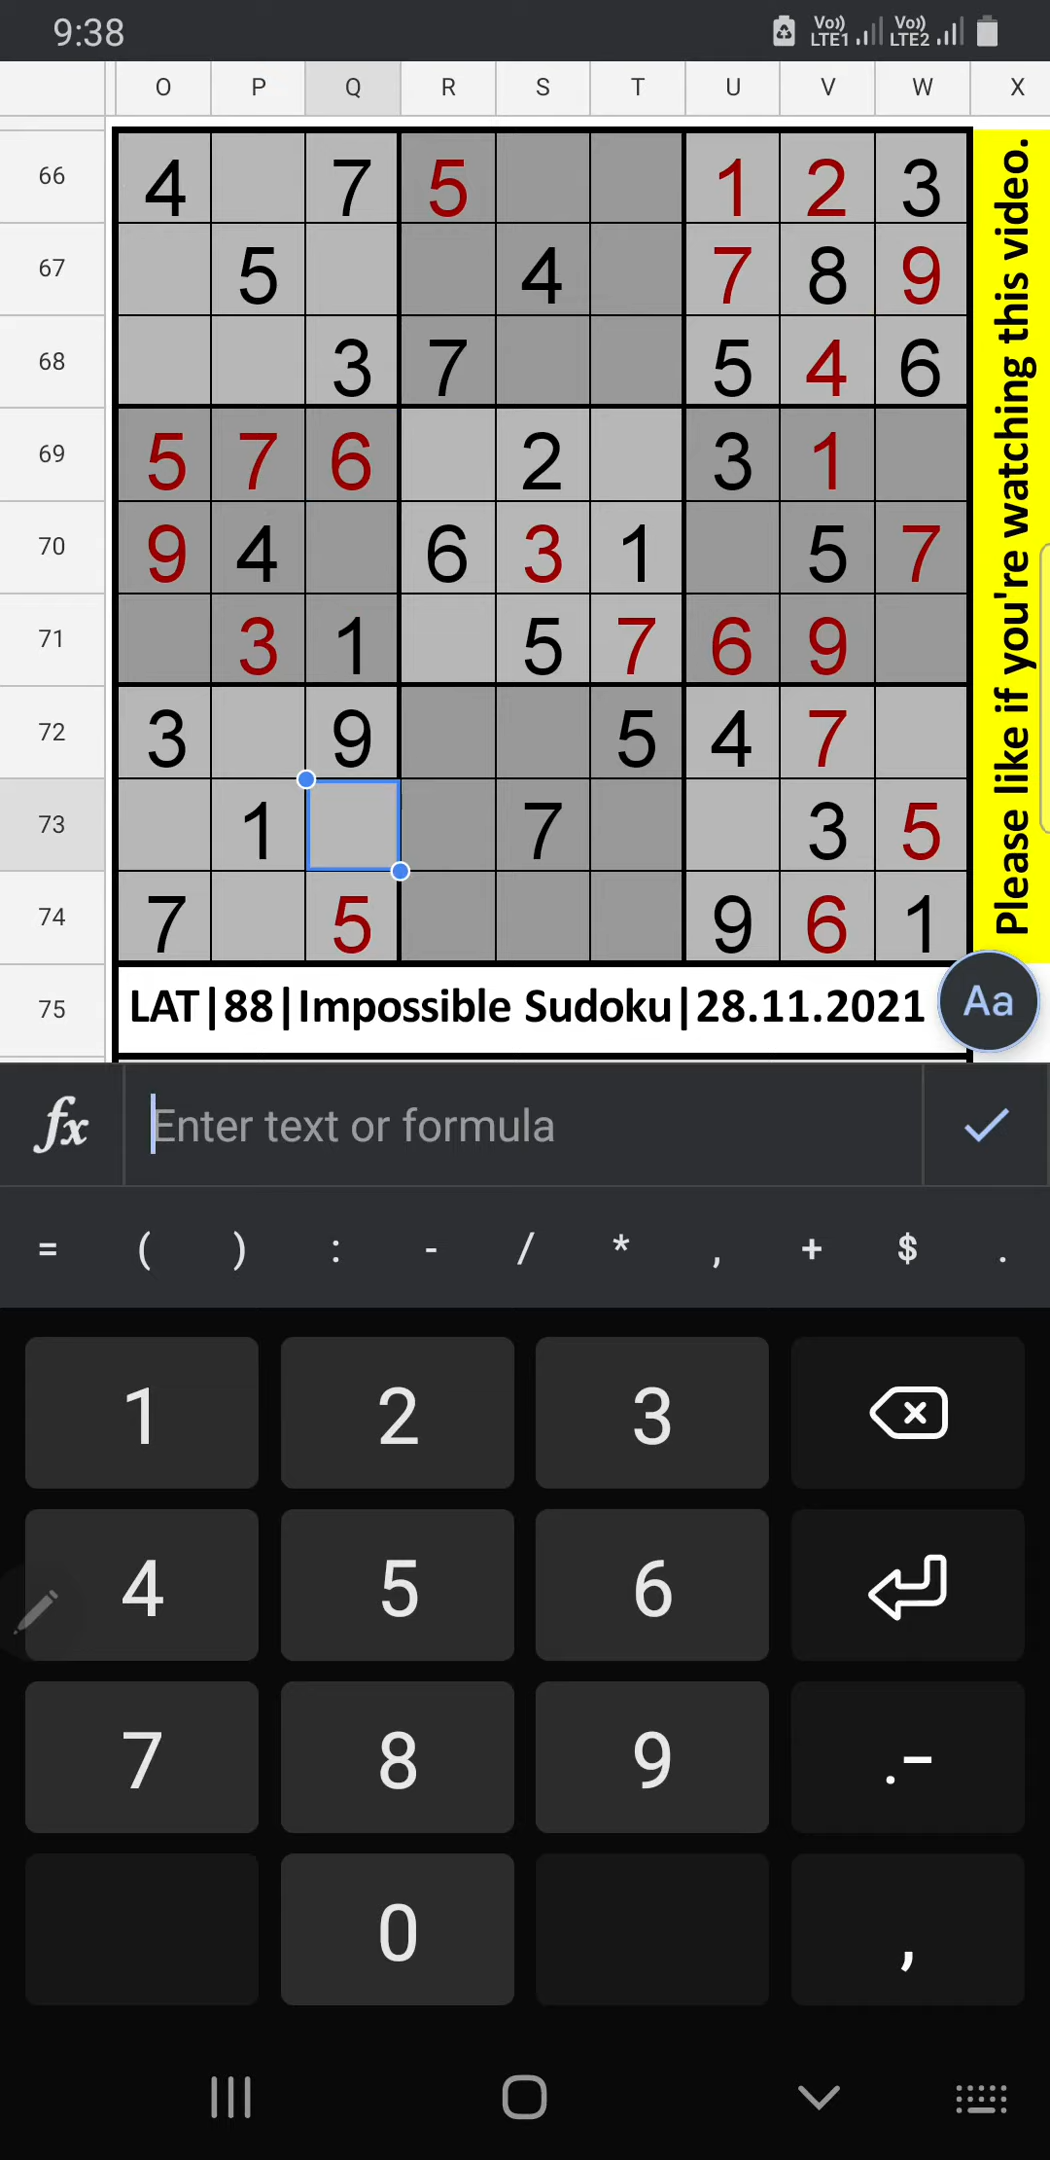 9:38
Vo)) LTE1 Vo)) LTE2
O P Q R S T U V W X
66 4 7 5 1 2 3
67 5 4 7 8 9
68 3 7 5 4 6
69 5 7 6 2 3 1
70 9 4 6 3 1 5 7
71 3 1 5 7 6 9
72 3 9 5 4 7
73 1 7 3 5
74 7 5 9 6 1
Please like if you're watching this video.
75 LAT|88|Impossible Sudoku|28.11.2021
Aa
fx Enter text or formula
= ( ) : - / * , + $ .
1 2 3
4 5 6
7 8 9 .-
0 ,